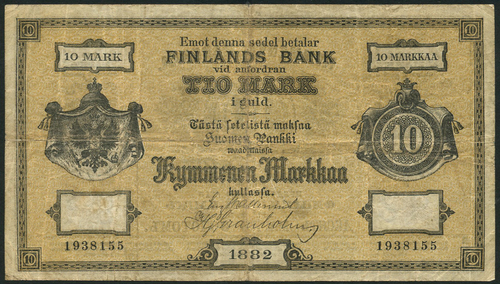 10
10
Emot denna sedel betalar
10 MARK
FINLANDS BANK
10 MARKKAA
vid anfordran
TIO MARK
i guld.
Tästä setelistä maksaa
Suomen Pankki
waadittaissa
10
Kymmenen Markkaa
kullassa.
1938155
1938155
10
1882
10